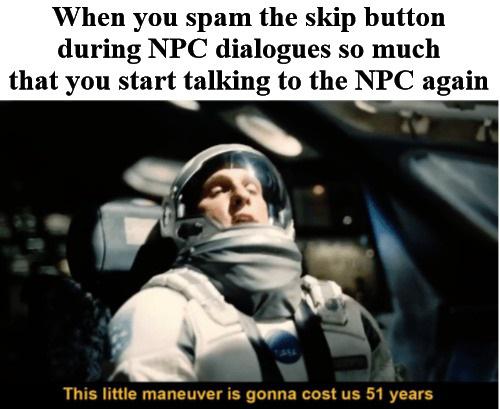 When you spam the skip button
during NPC dialogues so much
that you start talking to the NPC again
This little maneuver is gonna cost us 51 years